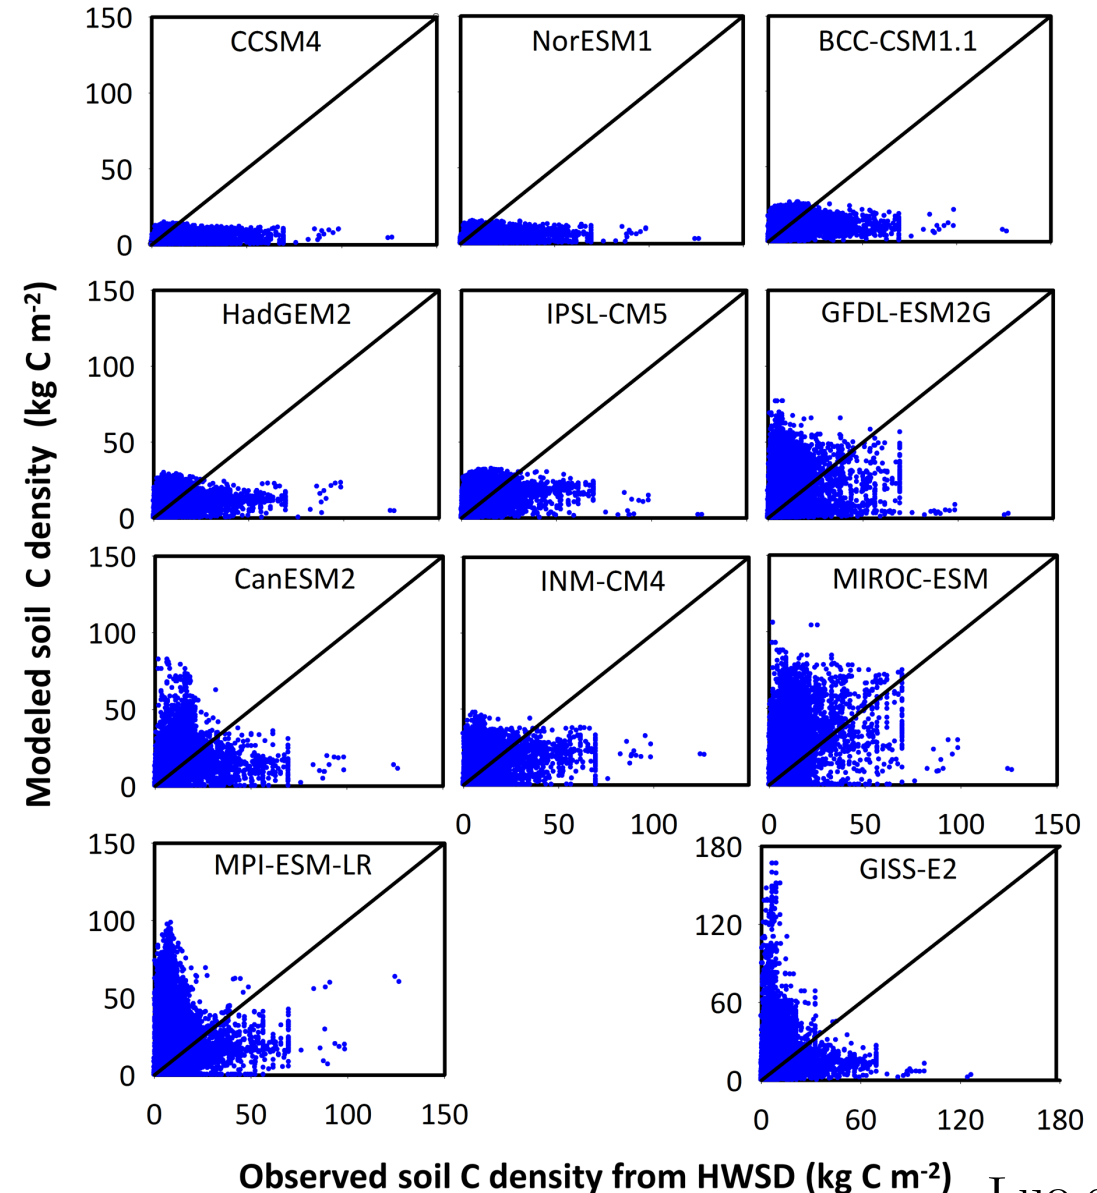 150
CCSM4
NorESM1
BCC-CSM1.1
100
50
0
150
HadGEM2
IPSL-CM5
GFDL-ESM2G
100
50
0
Modeled soil C density (kg C m-2)
150
CanESM2
INM-CM4
MIROC-ESM
100
50
0
0 50 100
0 50 100 150
150
MPI-ESM-LR
100
50
0
0 50 100 150
180
GISS-E2
120
60
0
0 60 120 180
Observed soil C density from HWSD (kg C m-2)